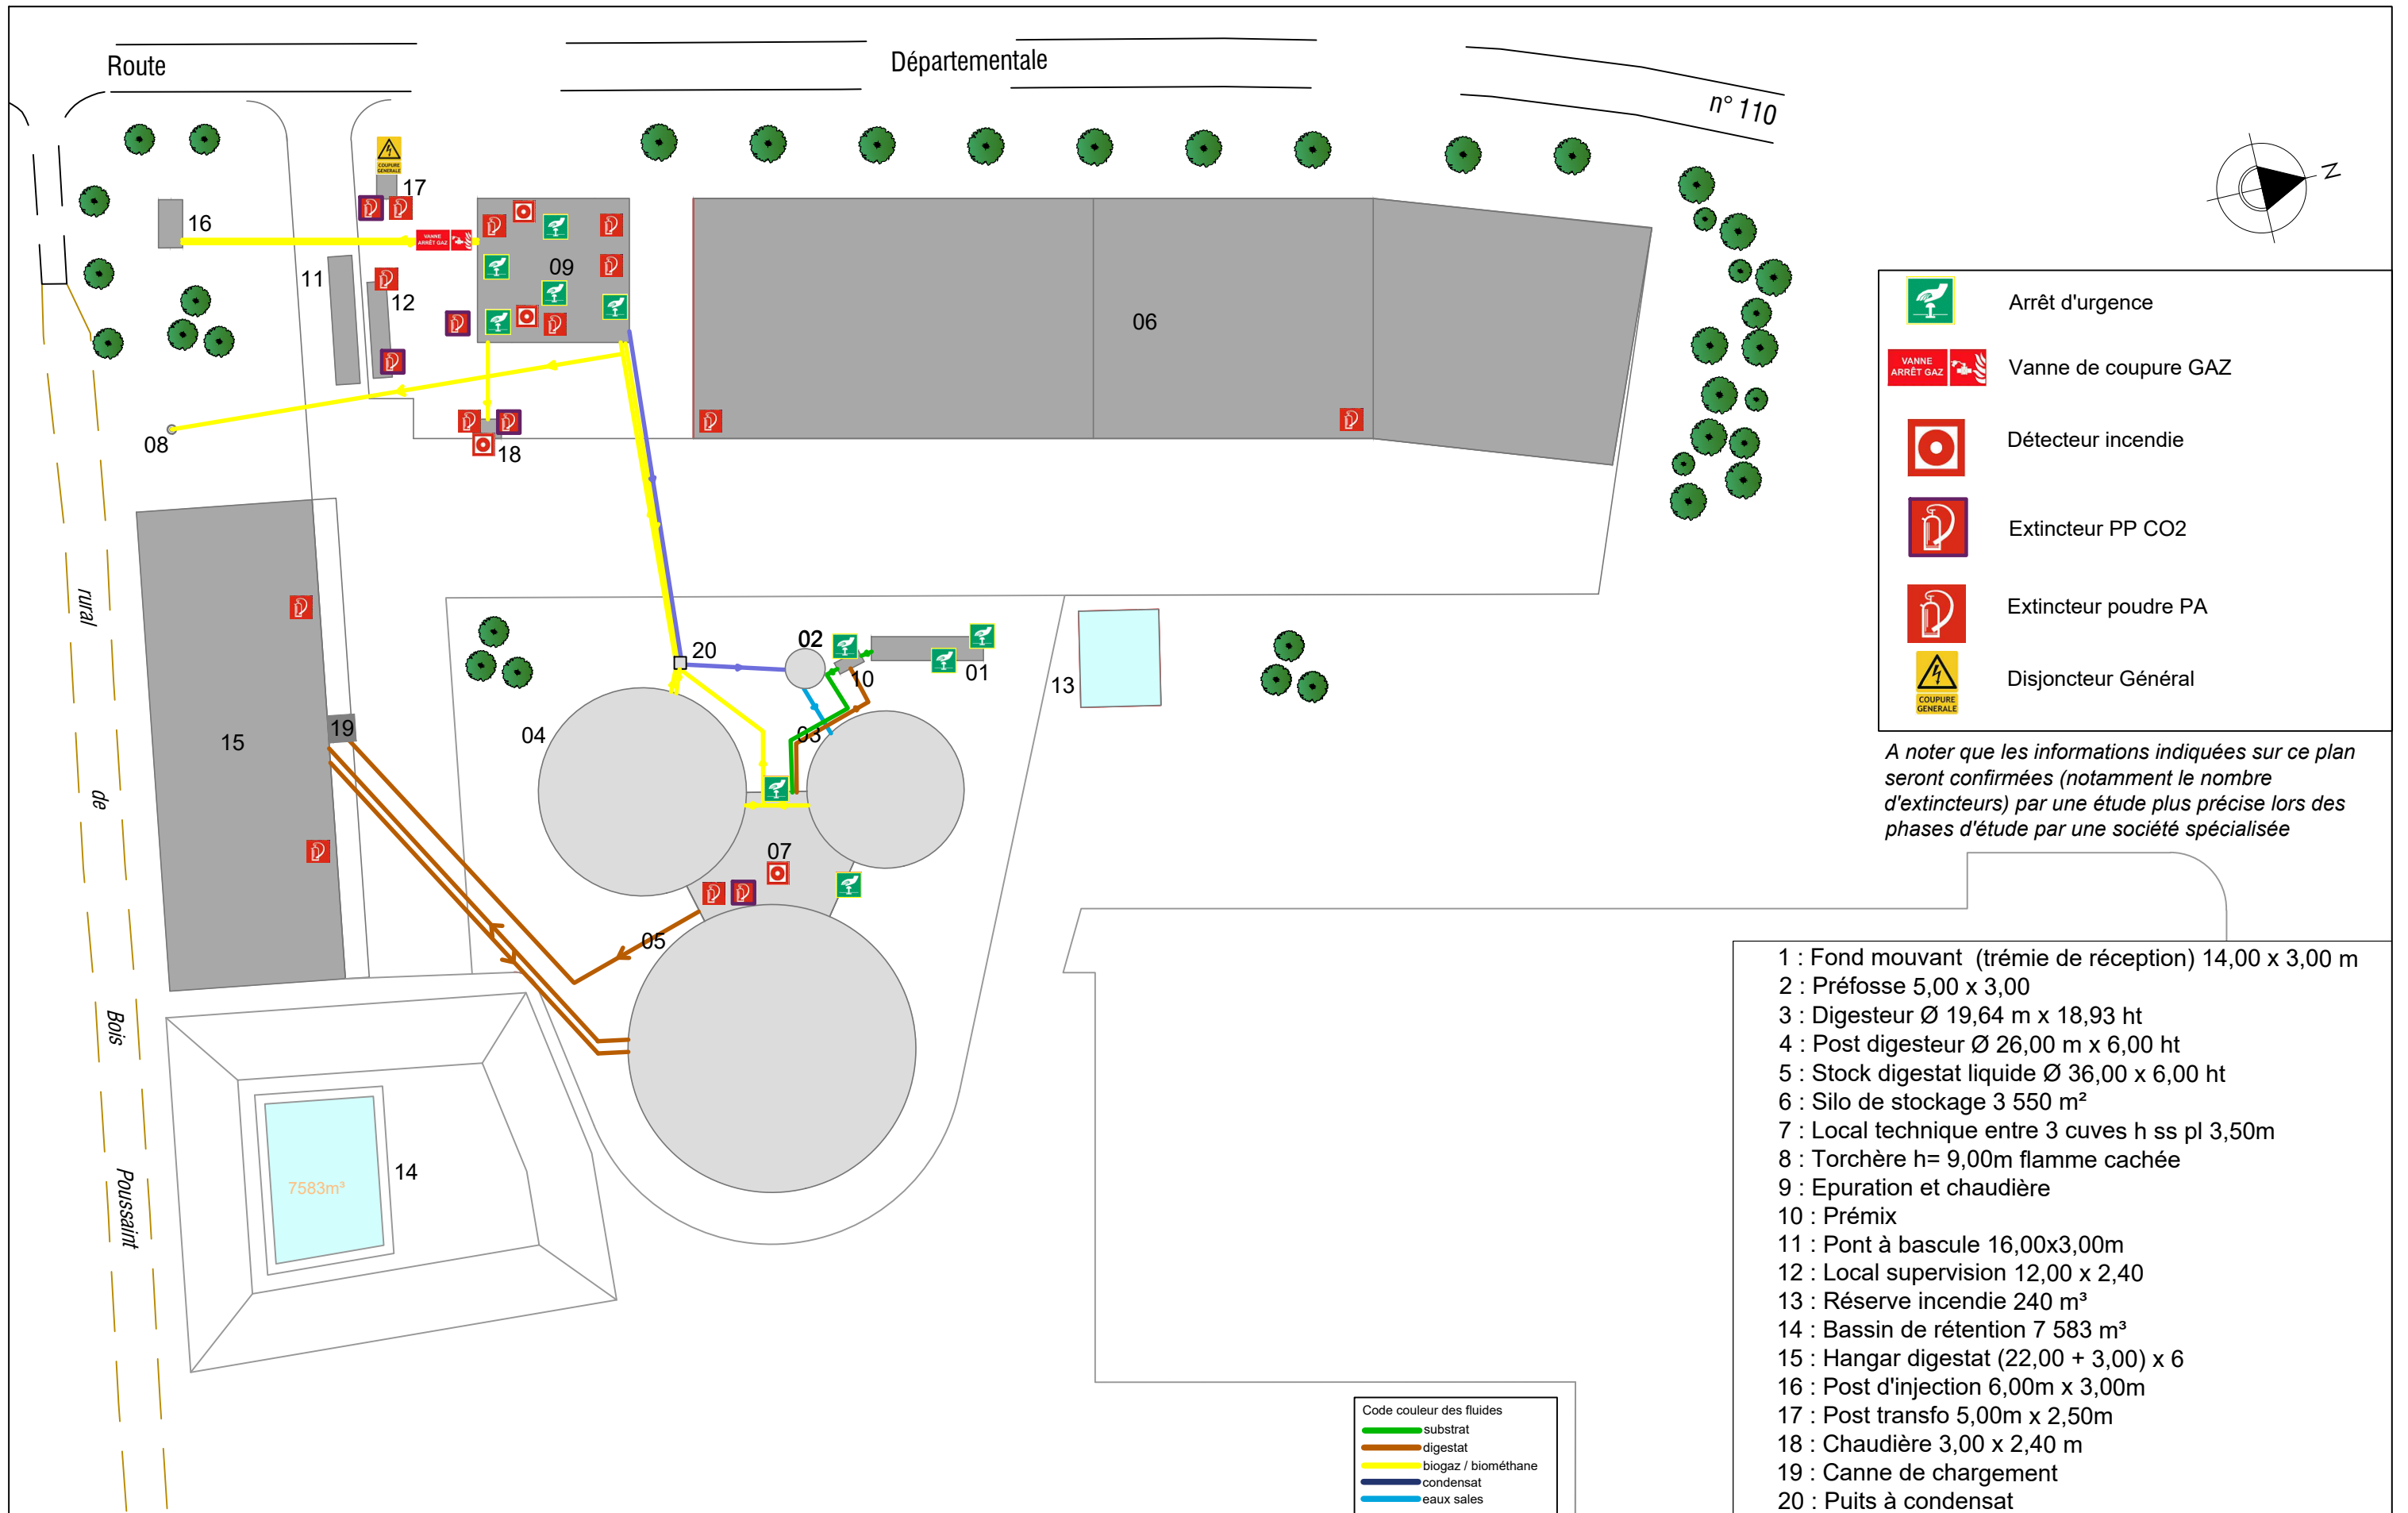 Route
Départementale
n° 110
N
COUPURE
GENERALE
17
16
VANNE
ARRÊT GAZ
09
11
12
06
08
18
Arrêt d'urgence
VANNE
ARRÊT GAZ
Vanne de coupure GAZ
Détecteur incendie
Extincteur PP CO2
Extincteur poudre PA
COUPURE
GENERALE
Disjoncteur Général
A noter que les informations indiquées sur ce plan
seront confirmées (notamment le nombre
d'extincteurs) par une étude plus précise lors des
phases d'étude par une société spécialisée
rural
de
Bois
Poussaint
20
02
10
01
13
04
03
19
15
07
05
14
7583m³
1 : Fond mouvant (trémie de réception) 14,00 x 3,00 m
2 : Préfosse 5,00 x 3,00
3 : Digesteur Ø 19,64 m x 18,93 ht
4 : Post digesteur Ø 26,00 m x 6,00 ht
5 : Stock digestat liquide Ø 36,00 x 6,00 ht
6 : Silo de stockage 3 550 m²
7 : Local technique entre 3 cuves h ss pl 3,50m
8 : Torchère h= 9,00m flamme cachée
9 : Epuration et chaudière
10 : Prémix
11 : Pont à bascule 16,00x3,00m
12 : Local supervision 12,00 x 2,40
13 : Réserve incendie 240 m³
14 : Bassin de rétention 7 583 m³
15 : Hangar digestat (22,00 + 3,00) x 6
16 : Post d'injection 6,00m x 3,00m
17 : Post transfo 5,00m x 2,50m
18 : Chaudière 3,00 x 2,40 m
19 : Canne de chargement
20 : Puits à condensat
Code couleur des fluides
substrat
digestat
biogaz / biométhane
condensat
eaux sales